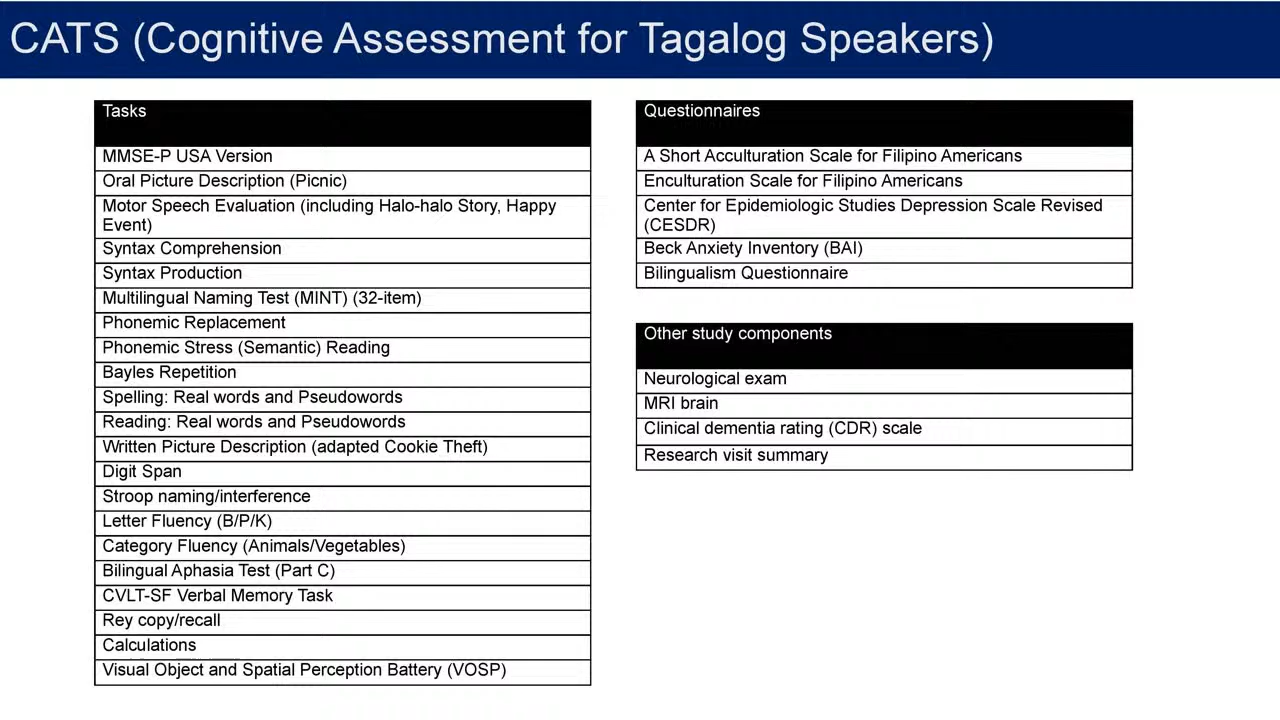 CATS (Cognitive Assessment for Tagalog Speakers)
Tasks
MMSE-P USA Version
Oral Picture Description (Picnic)
Motor Speech Evaluation (including Halo-halo Story, Happy
Event)
Syntax Comprehension
Syntax Production
Multilingual Naming Test (MINT) (32-item)
Phonemic Replacement
Phonemic Stress (Semantic) Reading
Bayles Repetition
Spelling: Real words and Pseudowords
Reading: Real words and Pseudowords
Written Picture Description (adapted Cookie Theft)
Digit Span
Stroop naming/interference
Letter Fluency (B/P/K)
Category Fluency (Animals/Vegetables)
Bilingual Aphasia Test (Part C)
CVLT-SF Verbal Memory Task
Rey copy/recall
Calculations
Visual Object and Spatial Perception Battery (VOSP)
Questionnaires
A Short Acculturation Scale for Filipino Americans
Enculturation Scale for Filipino Americans
Center for Epidemiologic Studies Depression Scale Revised
(CESDR)
Beck Anxiety Inventory (BAI)
Bilingualism Questionnaire
Other study components
Neurological exam
MRI brain
Clinical dementia rating (CDR) scale
Research visit summary